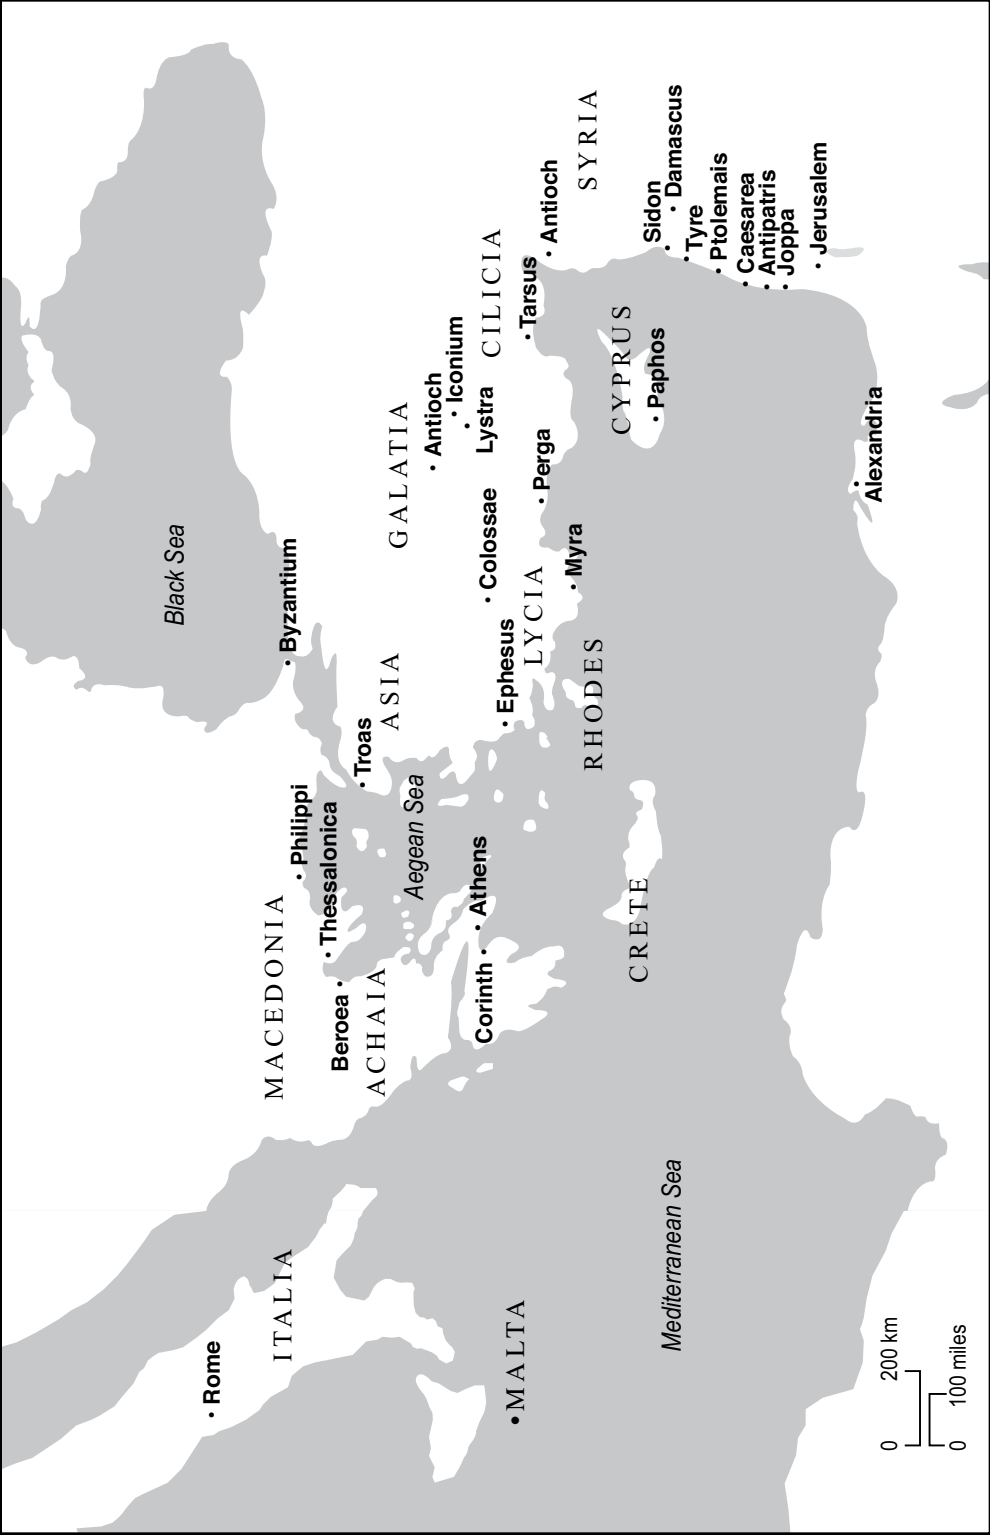 Black Sea
Byzantium
Philippi
Thessalonica
MACEDONIA
Beroea
ACHAIA
Troas
ASIA
Aegean Sea
GALATIA
Antioch
Iconium
Lystra
CILICIA
Tarsus
Antioch
SYRIA
Colossae
Ephesus
LYCIA
Perga
Myra
RHODES
Athens
Corinth
CRETE
CYPRUS
Paphos
Sidon
Damascus
Tyre
Ptolemais
Caesarea
Antipatris
Joppa
Jerusalem
Alexandria
Rome
ITALIA
MALTA
Mediterranean Sea
0 200 km
0 100 miles